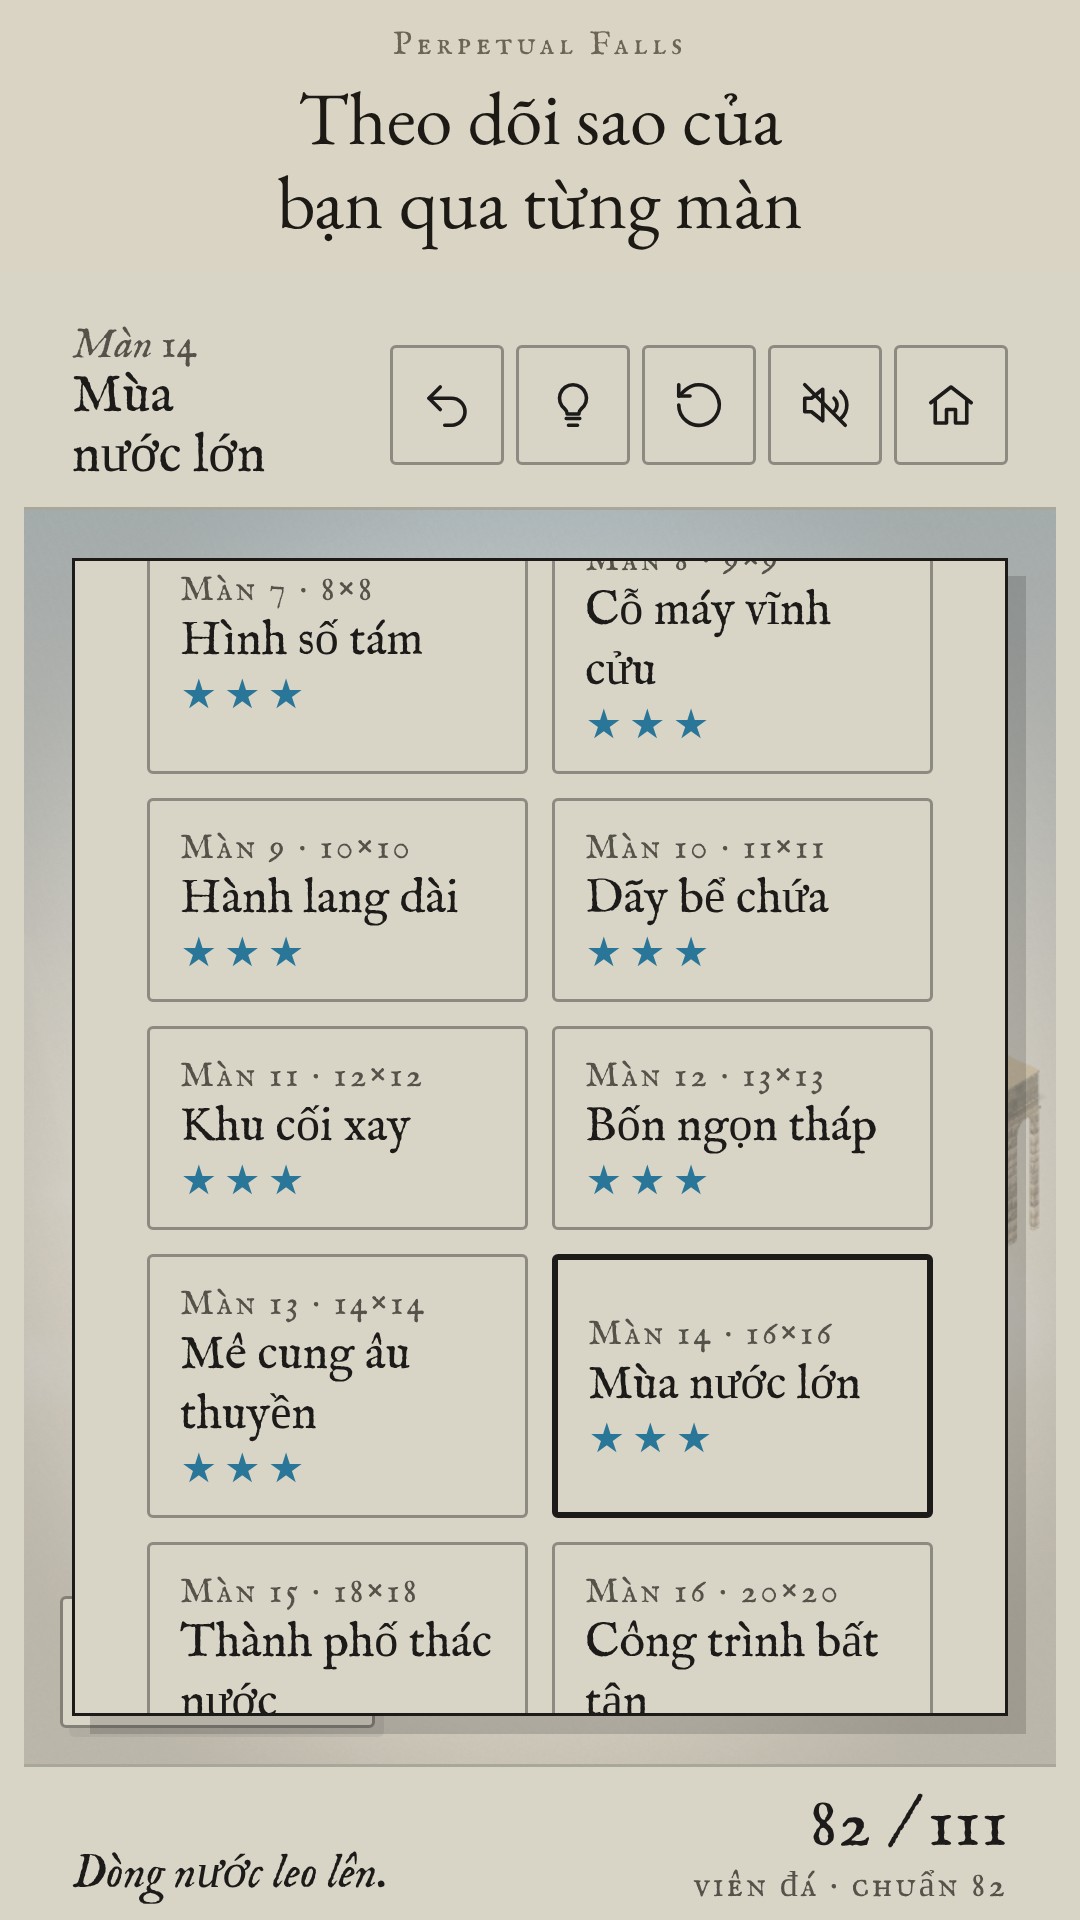 Perpetual Falls
Theo dõi sao của
bạn qua từng màn
Màn 14
Mùa
nước lớn
Màn 7 · 8×8
Hình số tám
★★★
Màn 8 · 9×9
Cỗ máy vĩnh
cửu
★★★
Màn 9 · 10×10
Hành lang dài
★★★
Màn 10 · 11×11
Dãy bể chứa
★★★
Màn 11 · 12×12
Khu cối xay
★★★
Màn 12 · 13×13
Bốn ngọn tháp
★★★
Màn 13 · 14×14
Mê cung âu
thuyền
★★★
Màn 14 · 16×16
Mùa nước lớn
★★★
Màn 15 · 18×18
Thành phố thác
nước
Màn 16 · 20×20
Công trình bất
tận
Dòng nước leo lên.
82 / 111
viên đá · chuẩn 82